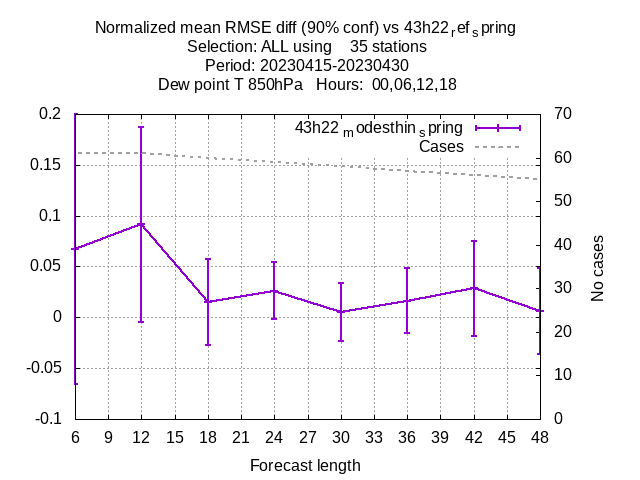 Normalized mean RMSE diff (90% conf) vs 43h22refspring
Selection: ALL using    35 stations
Period: 20230415-20230430
Dew point T 850hPa   Hours:  00,06,12,18
43h22modesthinspring
Cases
0.2
0.15
0.1
0.05
0
-0.05
-0.1
70
60
50
40
30
20
10
0
No cases
6 9 12 15 18 21 24 27 30 33 36 39 42 45 48
Forecast length